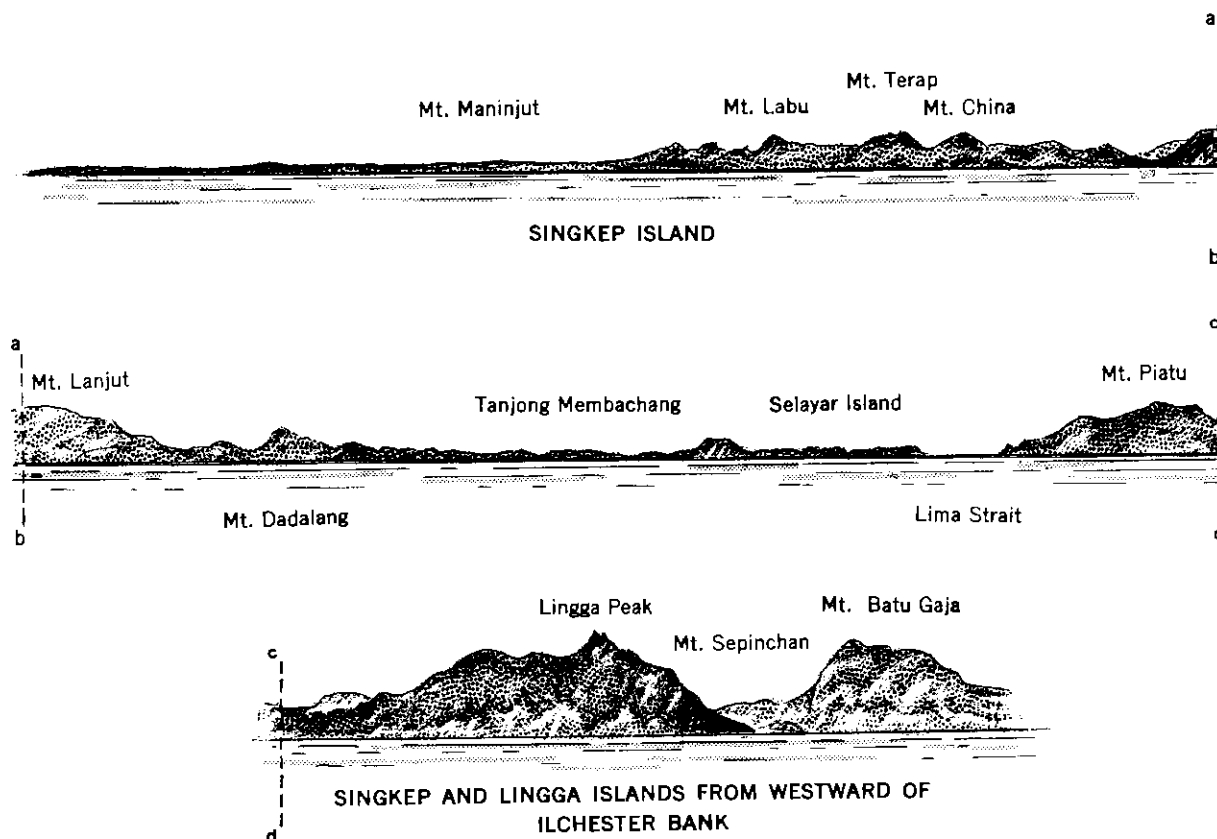 a
Mt. Terap
Mt. Maninjut Mt. Labu Mt. China
SINGKEP ISLAND
b
c
a
Mt. Lanjut Tanjong Membachang Selayar Island Mt. Piatu
Mt. Dadalang Lima Strait
b
Lingga Peak Mt. Batu Gaja
c Mt. Sepinchan
SINGKEP AND LINGGA ISLANDS FROM WESTWARD OF
ILCHESTER BANK
d